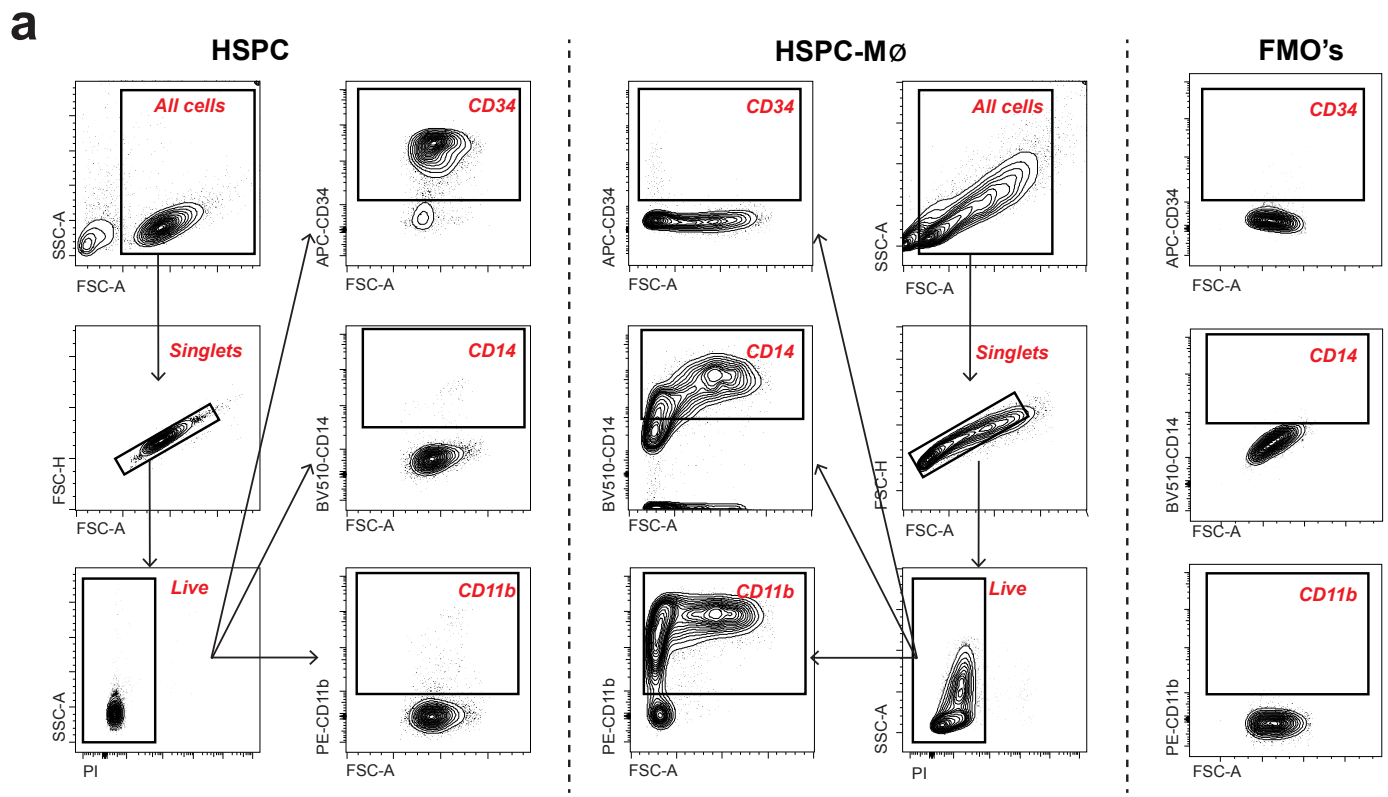 a
HSPC
HSPC-MØ
FMO's
All cells
SSC-A
FSC-A
CD34
APC-CD34
FSC-A
CD34
APC-CD34
FSC-A
All cells
SSC-A
FSC-A
CD34
APC-CD34
FSC-A
Singlets
FSC-H
FSC-A
CD14
BV510-CD14
FSC-A
CD14
BV510-CD14
FSC-A
Singlets
FSC-H
FSC-A
CD14
BV510-CD14
FSC-A
Live
SSC-A
PI
CD11b
PE-CD11b
FSC-A
CD11b
PE-CD11b
FSC-A
Live
SSC-A
PI
CD11b
PE-CD11b
FSC-A